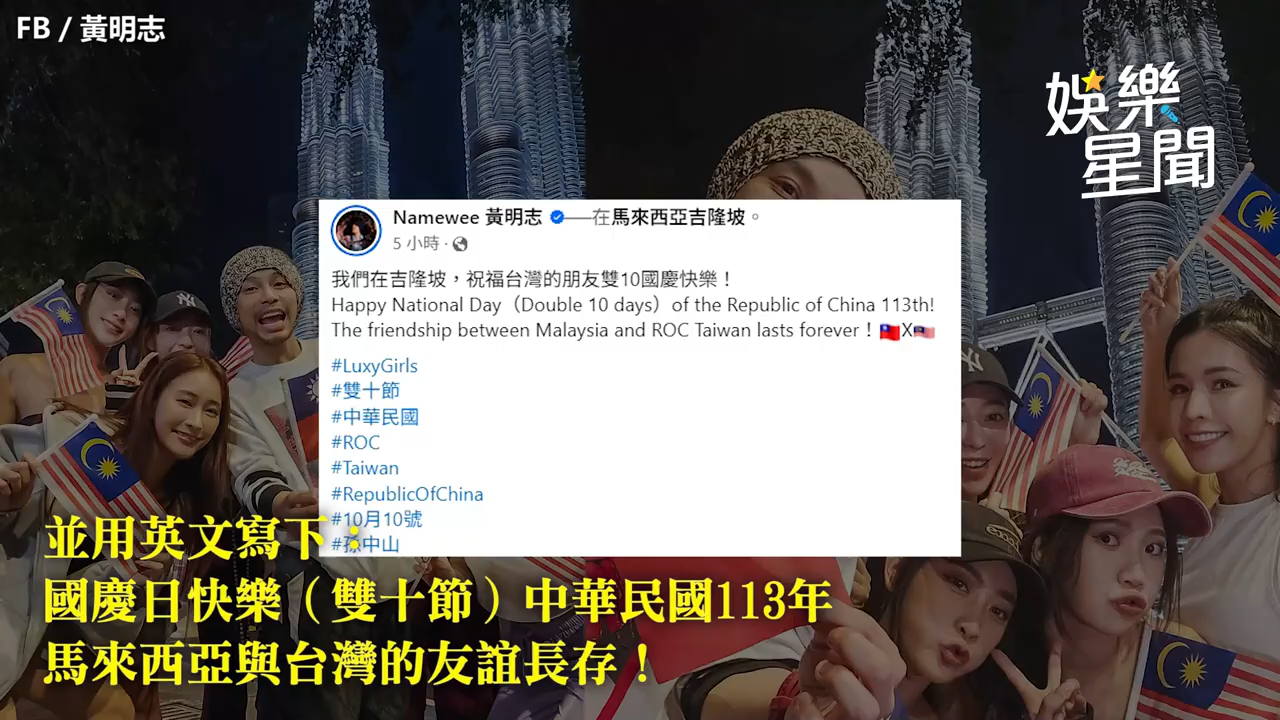 FB / 黃明志
娛樂
星聞
Namewee 黃明志 ──在馬來西亞吉隆坡。
5 小時 ·
我們在吉隆坡，祝福台灣的朋友雙10國慶快樂！
Happy National Day（Double 10 days）of the Republic of China 113th!
The friendship between Malaysia and ROC Taiwan lasts forever！🇹🇼X🇲🇾
#LuxyGirls
#雙十節
#中華民國
#ROC
#Taiwan
#RepublicOfChina
#10月10號
#孫中山
並用英文寫下：
國慶日快樂（雙十節）中華民國113年
馬來西亞與台灣的友誼長存！